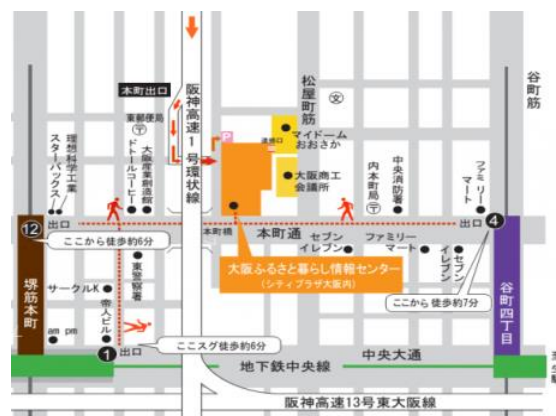 谷町筋
本町出口
阪神高速1号環状線
松屋町筋
文
東郵便局
〒
P
連絡口
マイドーム
おおさか
理想科学工業
スターバックス
大阪産業創造館
ドトールコーヒー
大阪商工
会議所
内本町局
〒
中央消防署
ファミリー
マート
12
出口
本町橋
本町通
出口
4
ここから徒歩約6分
セブン
イレブン
ファミリー
マート
セブン
イレブン
大阪ふるさと暮らし情報センター
(シティプラザ大阪内)
ここから徒歩約7分
堺筋本町
サークルK
東警察署
帝人ビル
谷町四丁目
am pm
ここスグ徒歩約6分
1
出口
地下鉄中央線
中央大通
阪神高速13号東大阪線